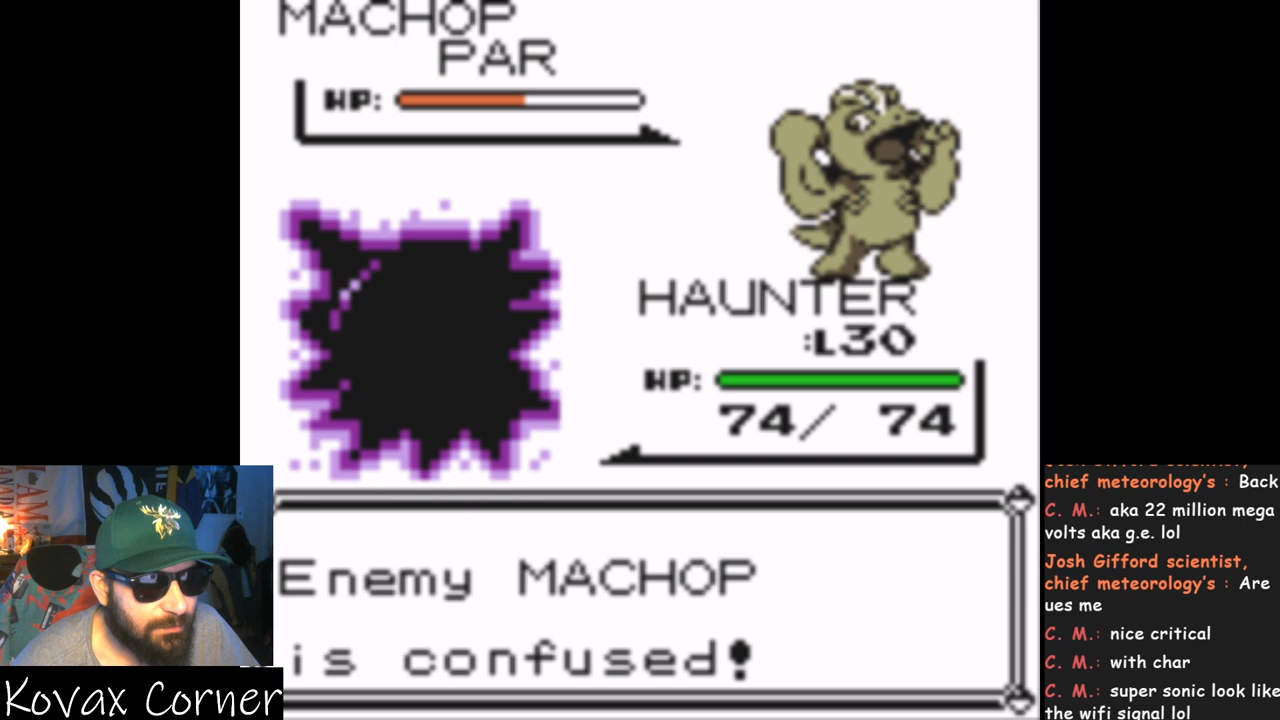 MACHOP
PAR
HP:
HAUNTER
:L30
HP:
74/ 74
Enemy MACHOP
is confused!
Kovax Corner
chief meteorology's : Back
C. M.: aka 22 million mega
volts aka g.e. lol
Josh Gifford scientist,
chief meteorology's : Are
ues me
C. M.: nice critical
C. M.: with char
C. M.: super sonic look like
the wifi signal lol